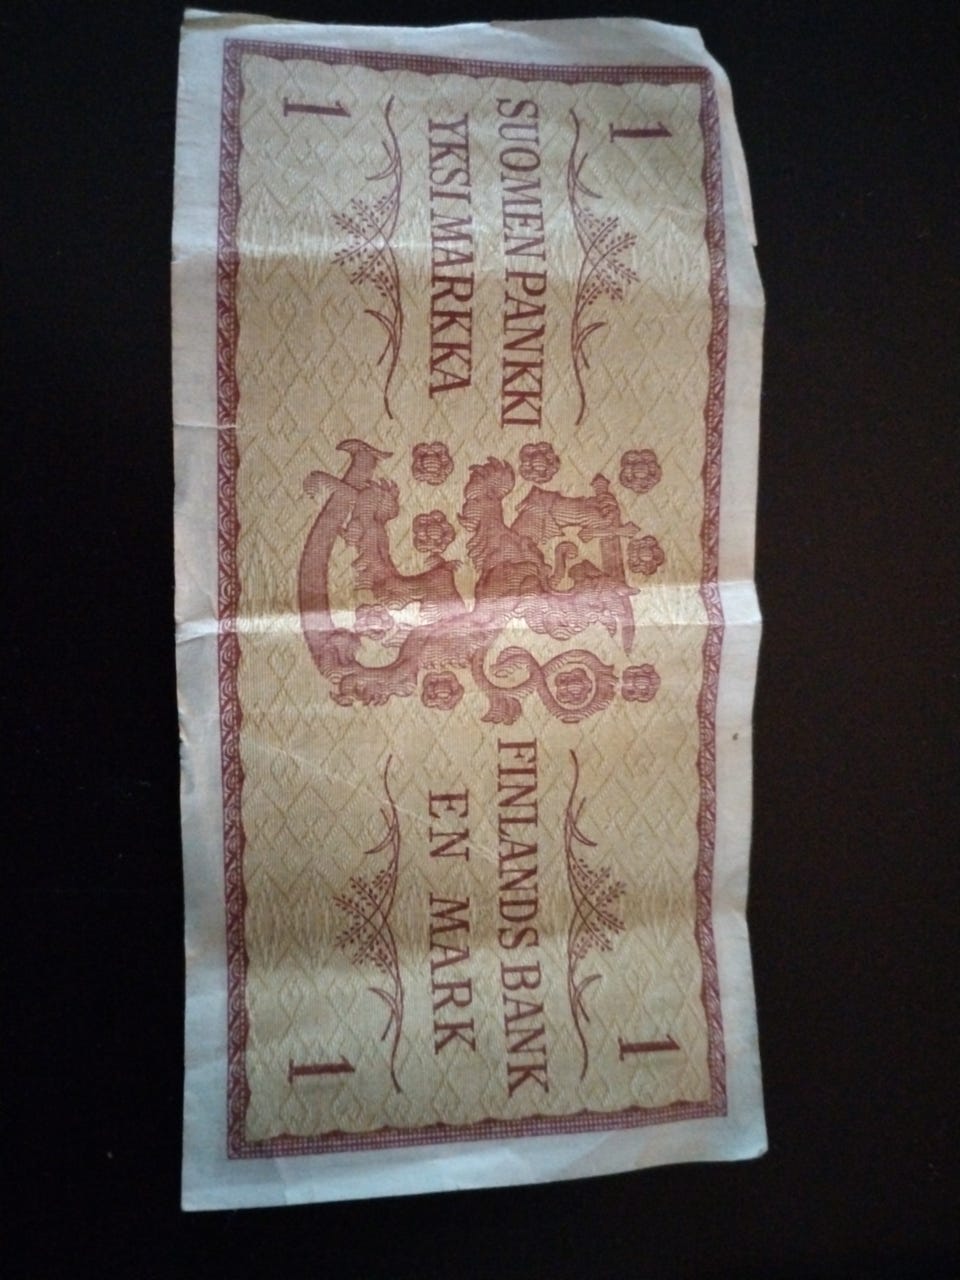 1
1
SUOMEN PANKKI
YKSI MARKKA
FINLANDS BANK
EN MARK
1
1